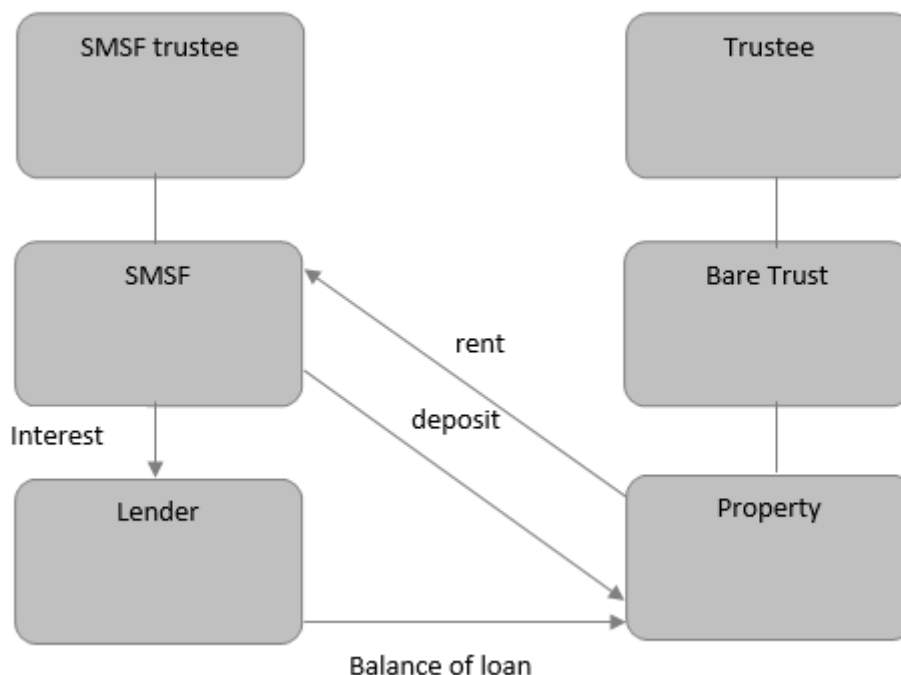 SMSF trustee
Trustee
SMSF
Bare Trust
rent
deposit
Interest
Lender
Property
Balance of loan